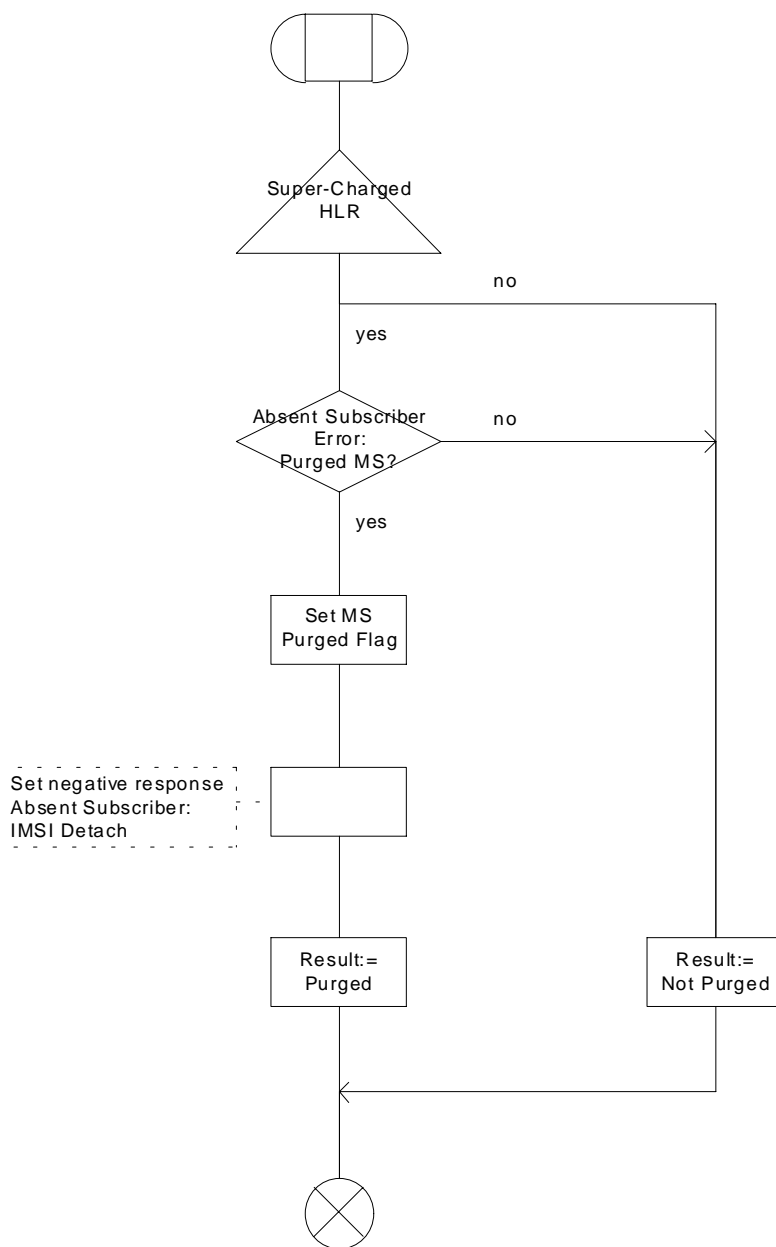 Super-Charged
HLR
no
yes
Absent Subscriber
Error:
Purged MS?
no
yes
Set MS
Purged Flag
Set negative response
Absent Subscriber:
IMSI Detach
Result:=
Purged
Result:=
Not Purged